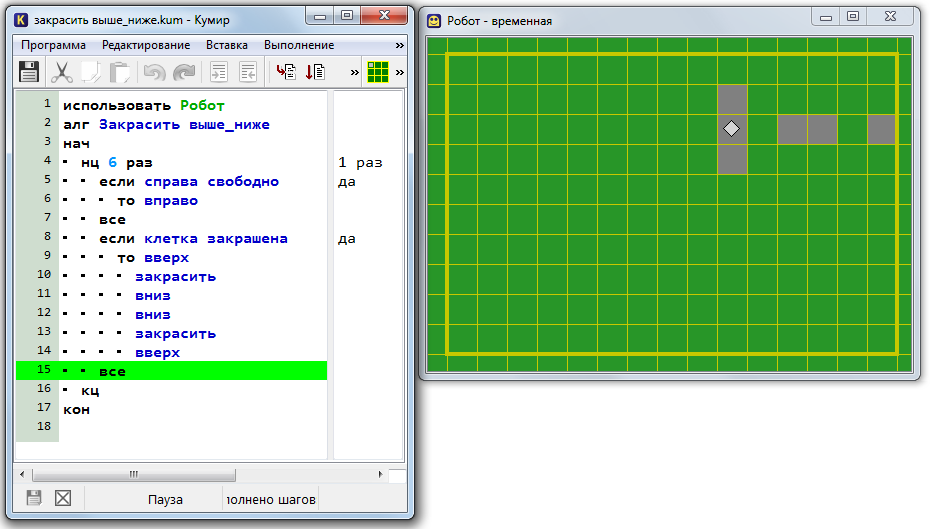 закрасить выше_ниже.kum - Кумир
Программа Редактирование Вставка Выполнение »
» »
1 использовать Робот
2 алг Закрасить выше_ниже
3 нач
4 нц 6 раз 1 раз
5 если справа свободно да
6 то вправо
7 все
8 если клетка закрашена да
9 то вверх
10 закрасить
11 вниз
12 вниз
13 закрасить
14 вверх
15 все
16 кц
17 кон
18
Пауза
олнено шагов
Робот - временная